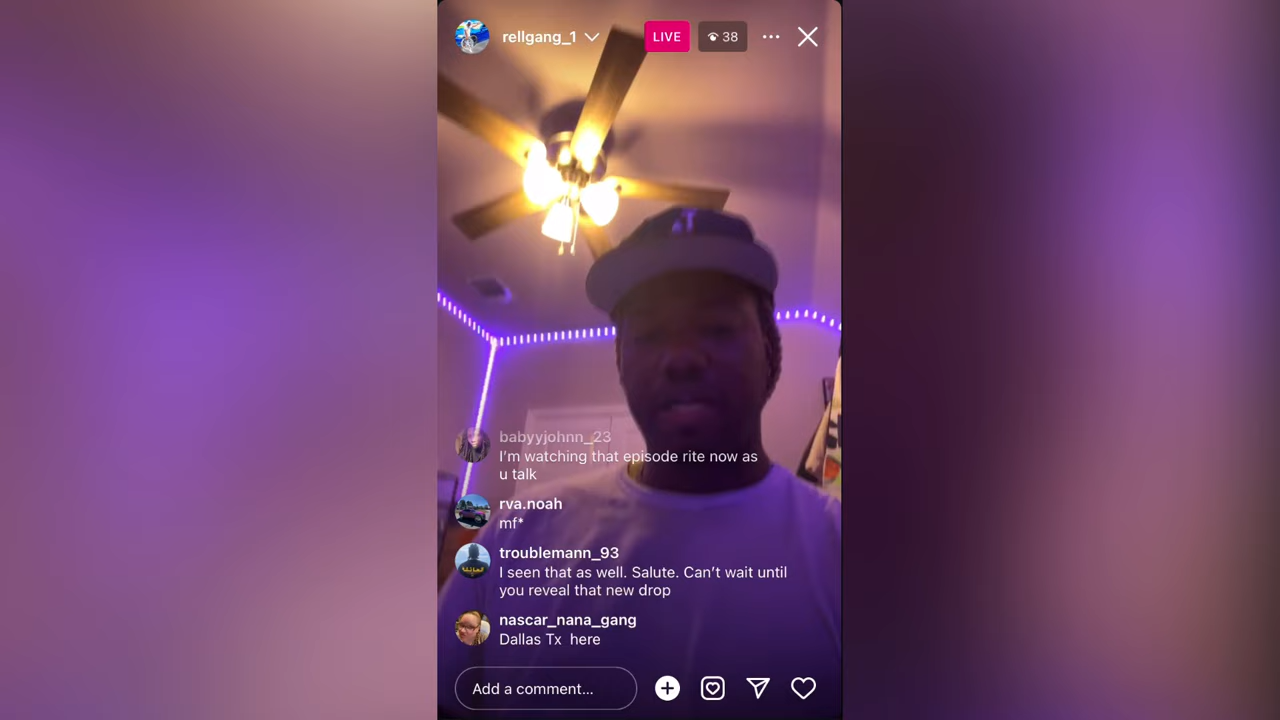 rellgang_1
LIVE
38
babyyjohnn_23
I’m watching that episode rite now as
u talk
rva.noah
mf*
troublemann_93
I seen that as well. Salute. Can’t wait until
you reveal that new drop
nascar_nana_gang
Dallas Tx  here
Add a comment...